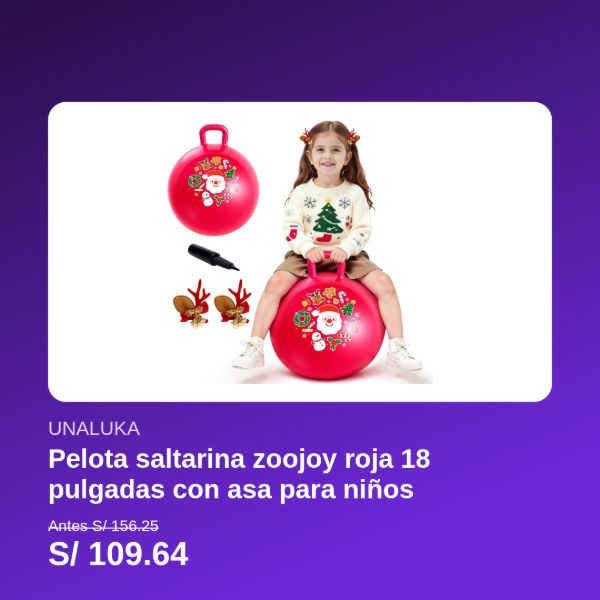 UNALUKA
Pelota saltarina zoojoy roja 18
pulgadas con asa para niños
Antes S/ 156.25
S/ 109.64